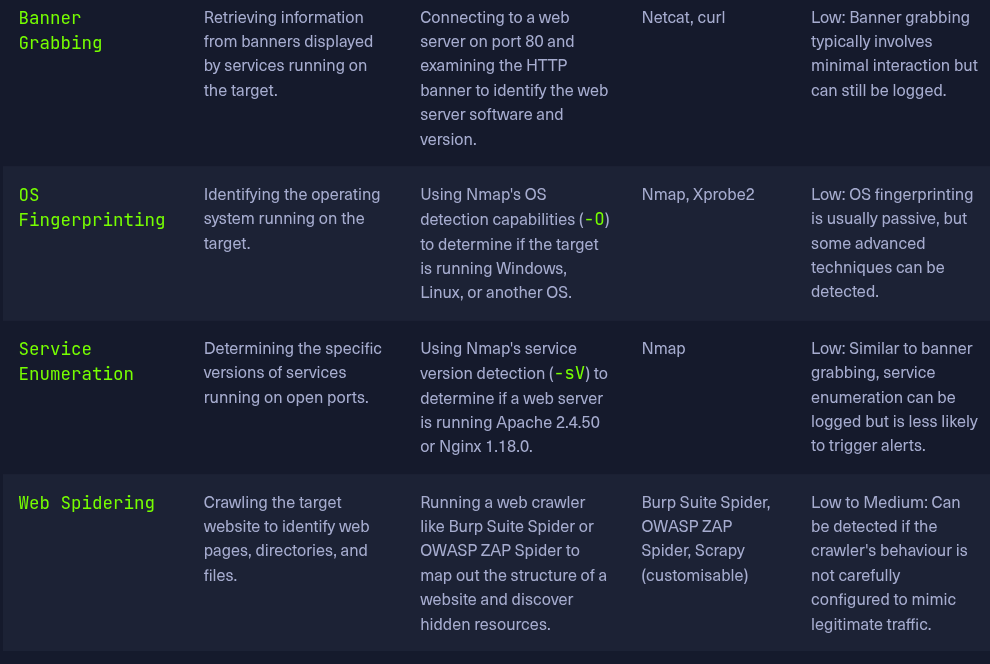 Banner
Grabbing
Retrieving information
from banners displayed
by services running on
the target.
Connecting to a web
server on port 80 and
examining the HTTP
banner to identify the web
server software and
version.
Netcat, curl
Low: Banner grabbing
typically involves
minimal interaction but
can still be logged.
OS
Fingerprinting
Identifying the operating
system running on the
target.
Using Nmap's OS
detection capabilities (-O)
to determine if the target
is running Windows,
Linux, or another OS.
Nmap, Xprobe2
Low: OS fingerprinting
is usually passive, but
some advanced
techniques can be
detected.
Service
Enumeration
Determining the specific
versions of services
running on open ports.
Using Nmap's service
version detection (-sV) to
determine if a web server
is running Apache 2.4.50
or Nginx 1.18.0.
Nmap
Low: Similar to banner
grabbing, service
enumeration can be
logged but is less likely
to trigger alerts.
Web Spidering
Crawling the target
website to identify web
pages, directories, and
files.
Running a web crawler
like Burp Suite Spider or
OWASP ZAP Spider to
map out the structure of a
website and discover
hidden resources.
Burp Suite Spider,
OWASP ZAP
Spider, Scrapy
(customisable)
Low to Medium: Can
be detected if the
crawler's behaviour is
not carefully
configured to mimic
legitimate traffic.